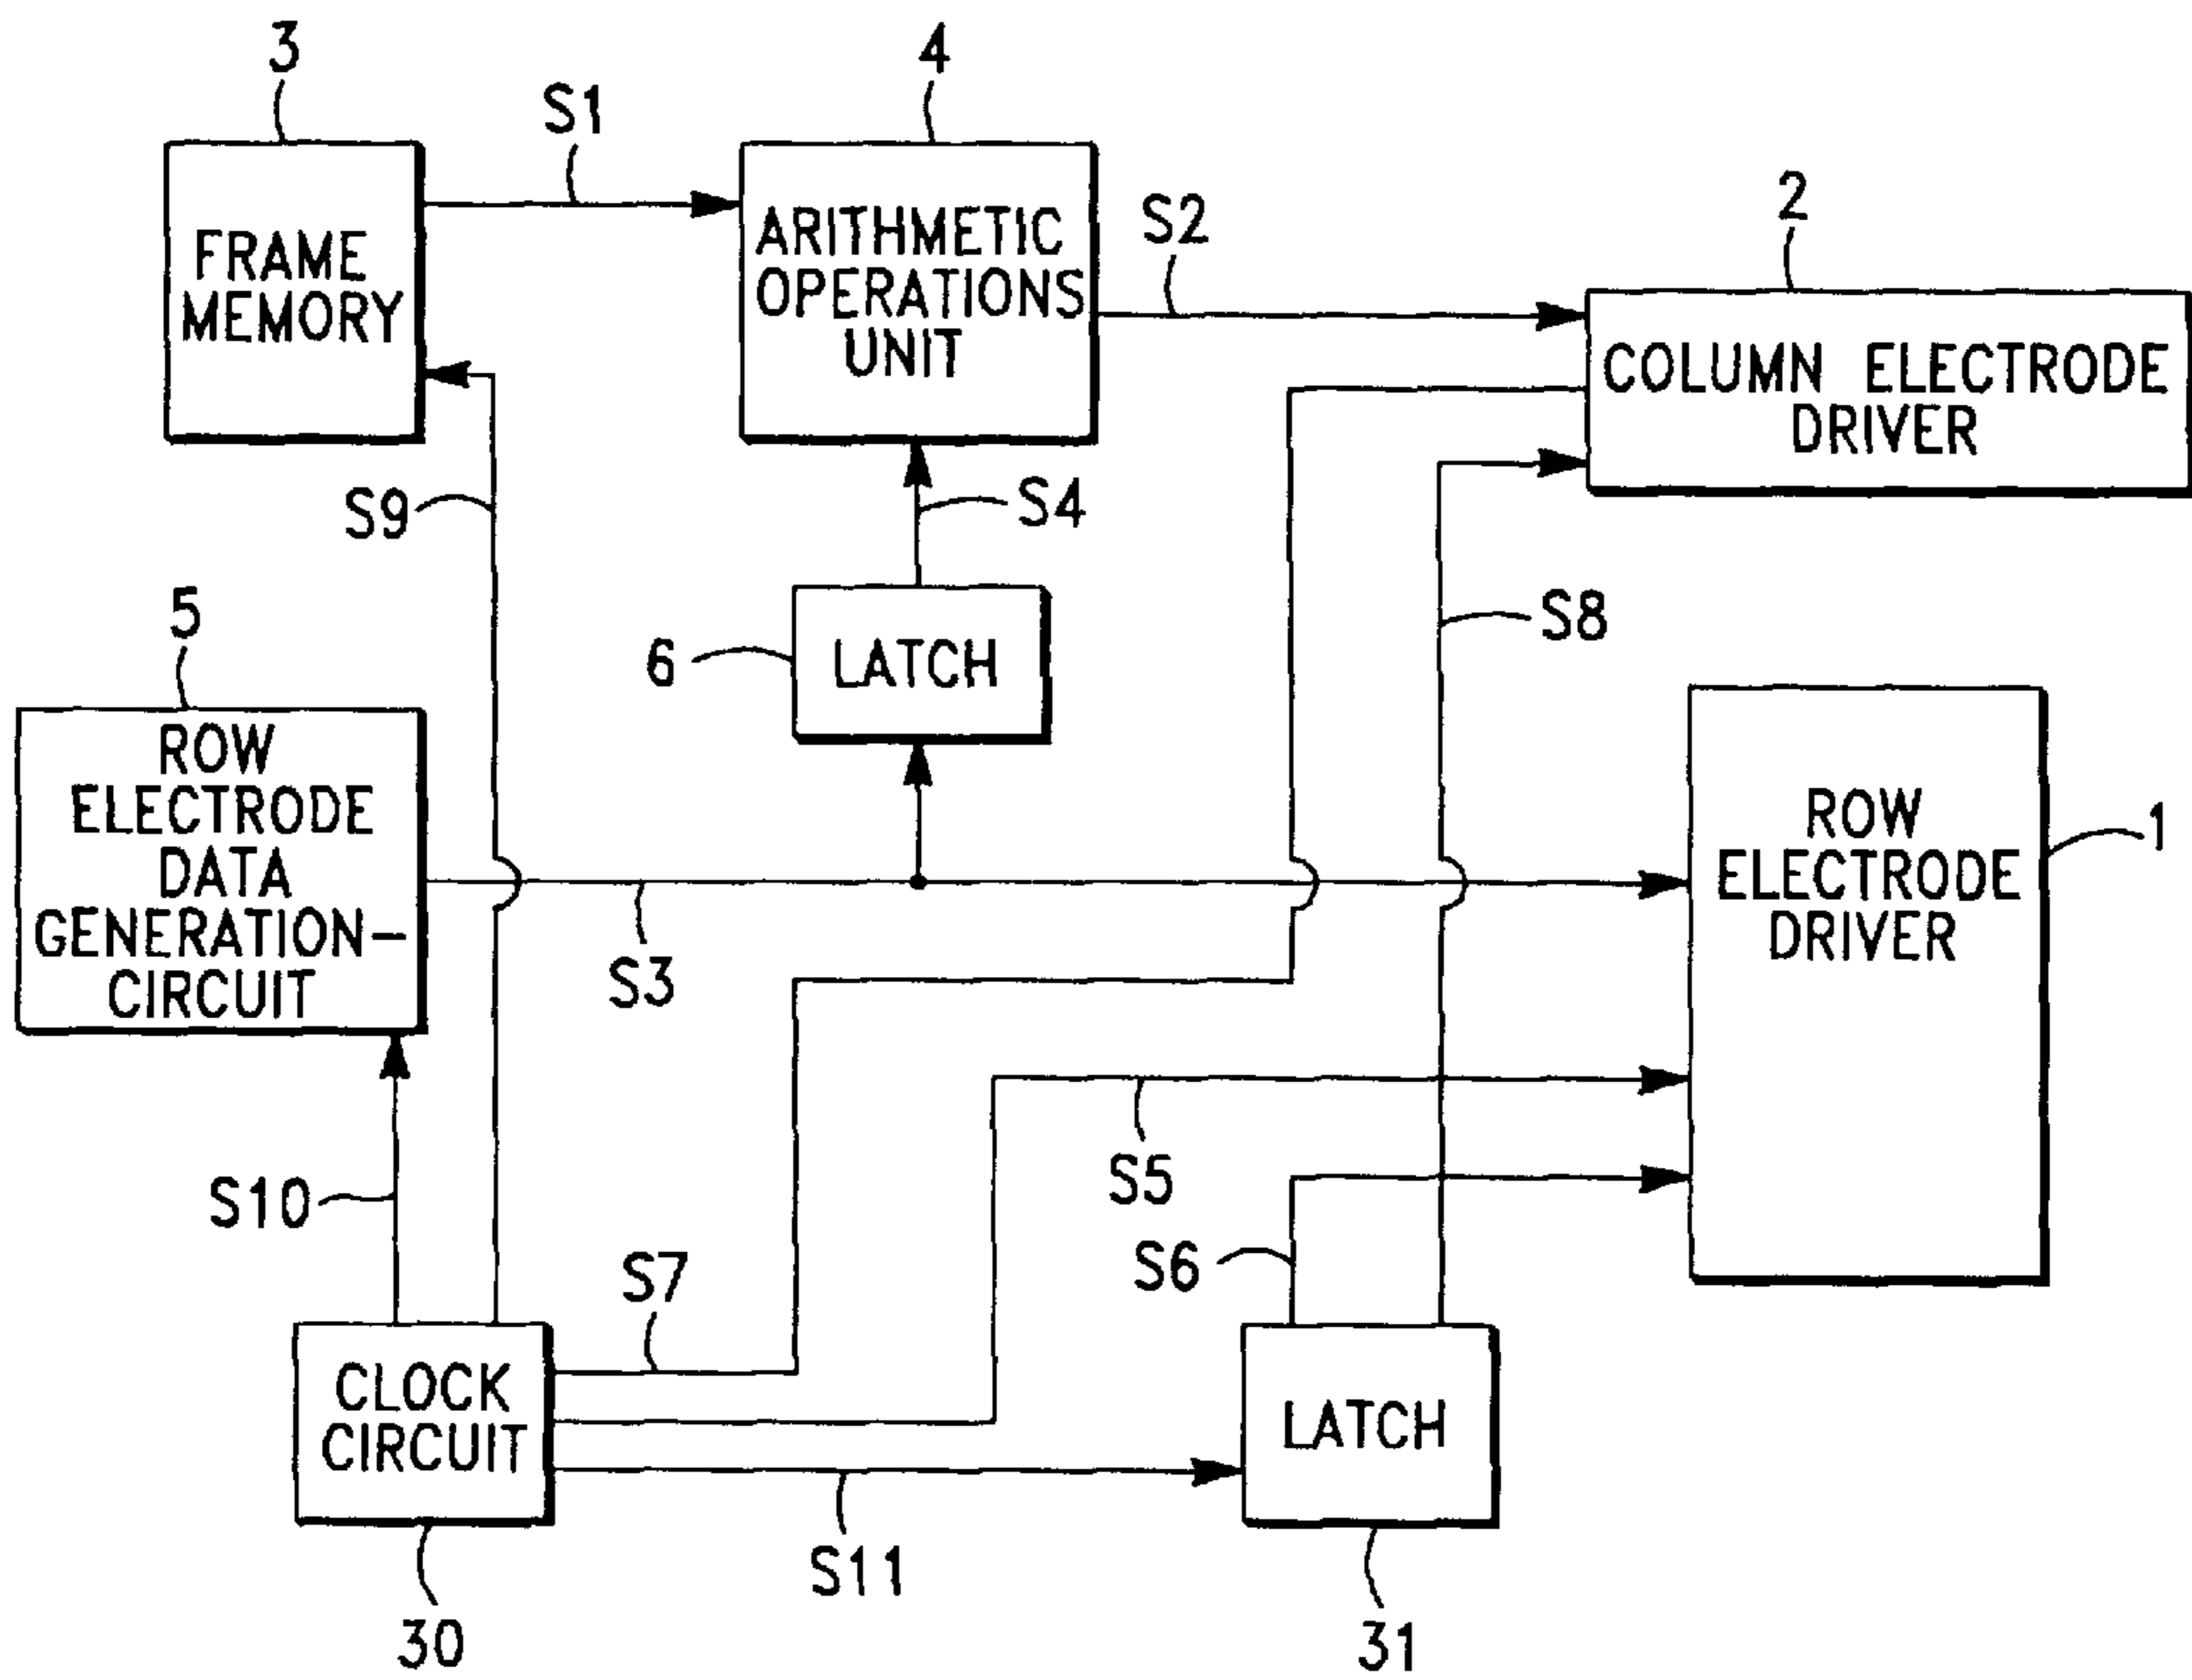 3
4
S1
2
S2
FRAME
MEMORY
ARITHMETIC
OPERATIONS
UNIT
COLUMN ELECTRODE
DRIVER
S9
S4
5
6
LATCH
S8
ROW
ELECTRODE
DATA
GENERATION-
CIRCUIT
ROW
ELECTRODE
DRIVER
1
S3
S10
S5
S7
S6
CLOCK
CIRCUIT
LATCH
S11
30
31